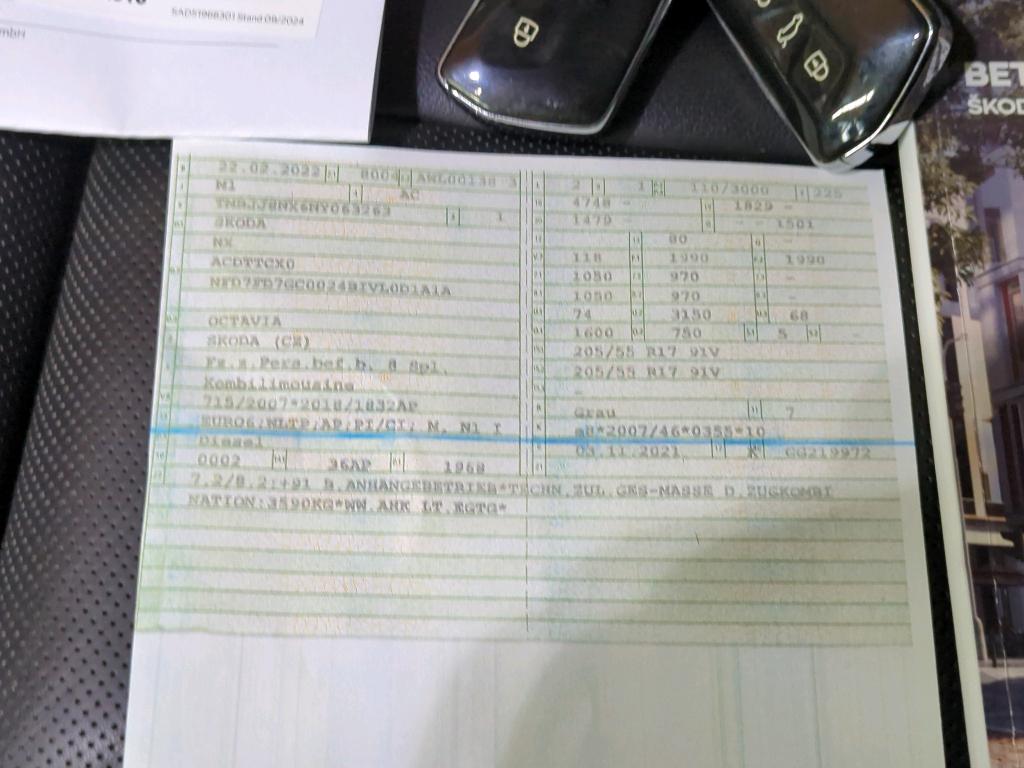 SAD51988301 Stand 08/2024
mbH
BET
ŠKOD
22.02.2022 8004 AWL00138 3
M1 AC
TMBJJ8NX6NY063263 1
SKODA
NX
ACDTTCX0
NFD7FD7GC0024BIVL0D1A1A
OCTAVIA
SKODA (CZ)
Fz.z.Pers.bef.b. 8 Spl.
Kombilimousine
715/2007*2018/1832AP
EURO6;WLTP;AP;PI/CI; M, N1 I
Diesel
0002 36AP 1968
2 1 110/3000 225
4748 - 1829 -
1479 - - 1501
80 -
118 1990 1990
1050 970 -
1050 970 -
74 3150 68
1600 750 5 -
205/55 R17 91V
205/55 R17 91V
-
Grau 7
e8*2007/46*0355*10
03.11.2021 K GG219972
7.2/8.2:+91 B.ANHÄNGEBETRIEB*TECHN.ZUL.GES-MASSE D.ZUGKOMBI
NATION:3590KG*WW.AHK LT.EGTG*